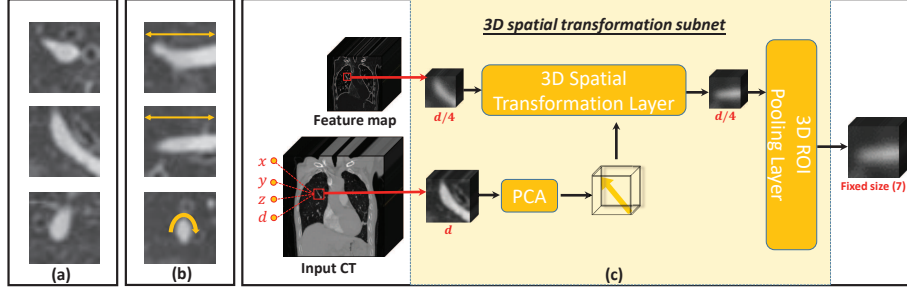 3D spatial transformation subnet
Feature map
d/4
3D Spatial
Transformation Layer
d/4
3D ROI
Pooling Layer
Fixed size (7)
x
y
z
d
Input CT
d
PCA
(a)
(b)
(c)